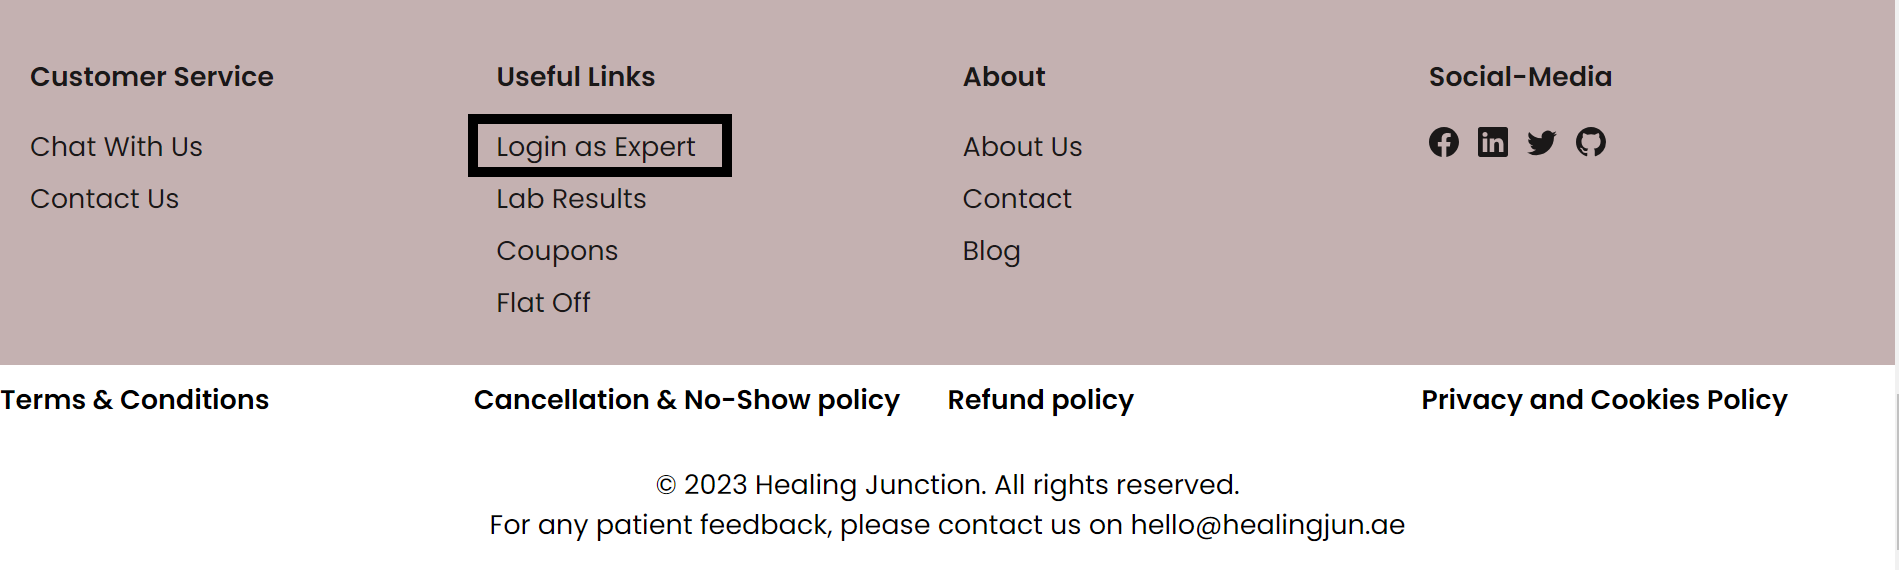 Customer Service
Chat With Us
Contact Us
Useful Links
Login as Expert
Lab Results
Coupons
Flat Off
About
About Us
Contact
Blog
Social-Media
Terms & Conditions
Cancellation & No-Show policy
Refund policy
Privacy and Cookies Policy
© 2023 Healing Junction. All rights reserved.
For any patient feedback, please contact us on hello@healingjun.ae